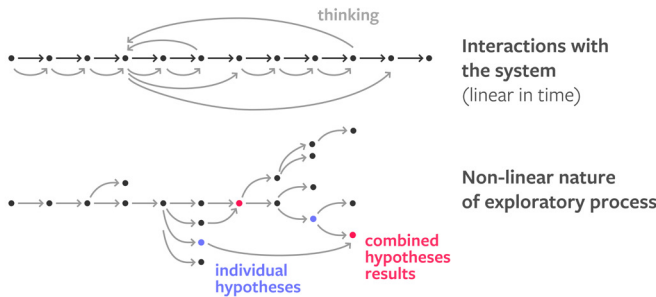 thinking
Interactions with
the system
(linear in time)
Non-linear nature
of exploratory process
combined
hypotheses
results
individual
hypotheses